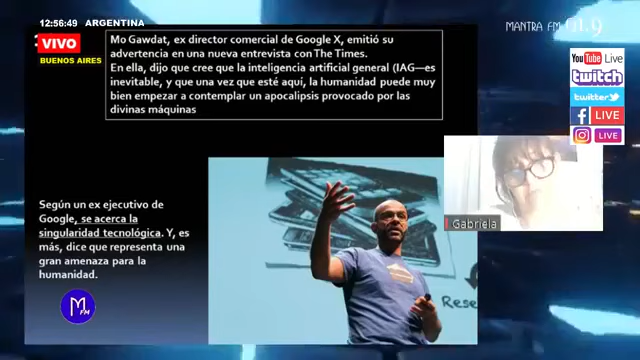 12:56:49 ARGENTINA
VIVO
BUENOS AIRES
MANTRA FM 91.9
Mo Gawdat, ex director comercial de Google X, emitió su
advertencia en una nueva entrevista con The Times.
En ella, dijo que cree que la inteligencia artificial general (IAG—es
inevitable, y que una vez que esté aquí, la humanidad puede muy
bien empezar a contemplar un apocalipsis provocado por las
divinas máquinas
YouTube Live
twitch
twitter
f LIVE
LIVE
Gabriela
Según un ex ejecutivo de
Google, se acerca la
singularidad tecnológica. Y, es
más, dice que representa una
gran amenaza para la
humanidad.
Rese
M
FM